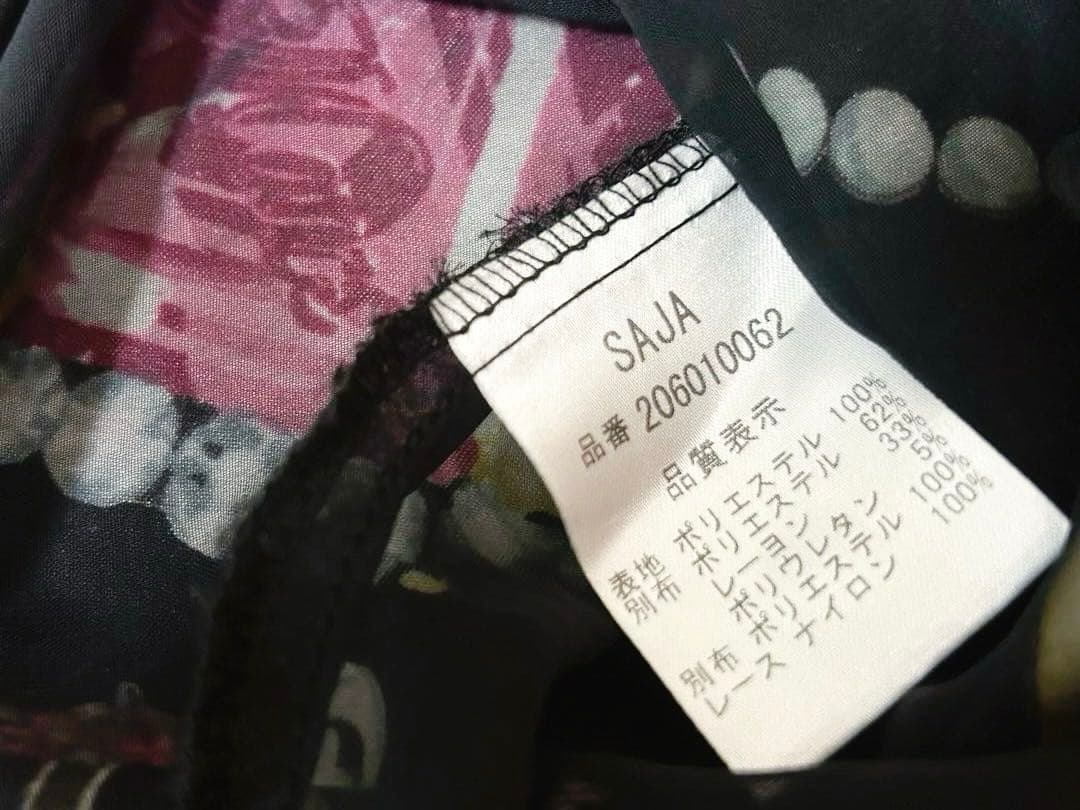 SAJA
品番 206010062
品質表示
表地 ポリエステル 100%
別布 ポリエステル 62%
レーヨン 33%
ポリウレタン 5%
別布 ポリエステル 100%
レース ナイロン 100%